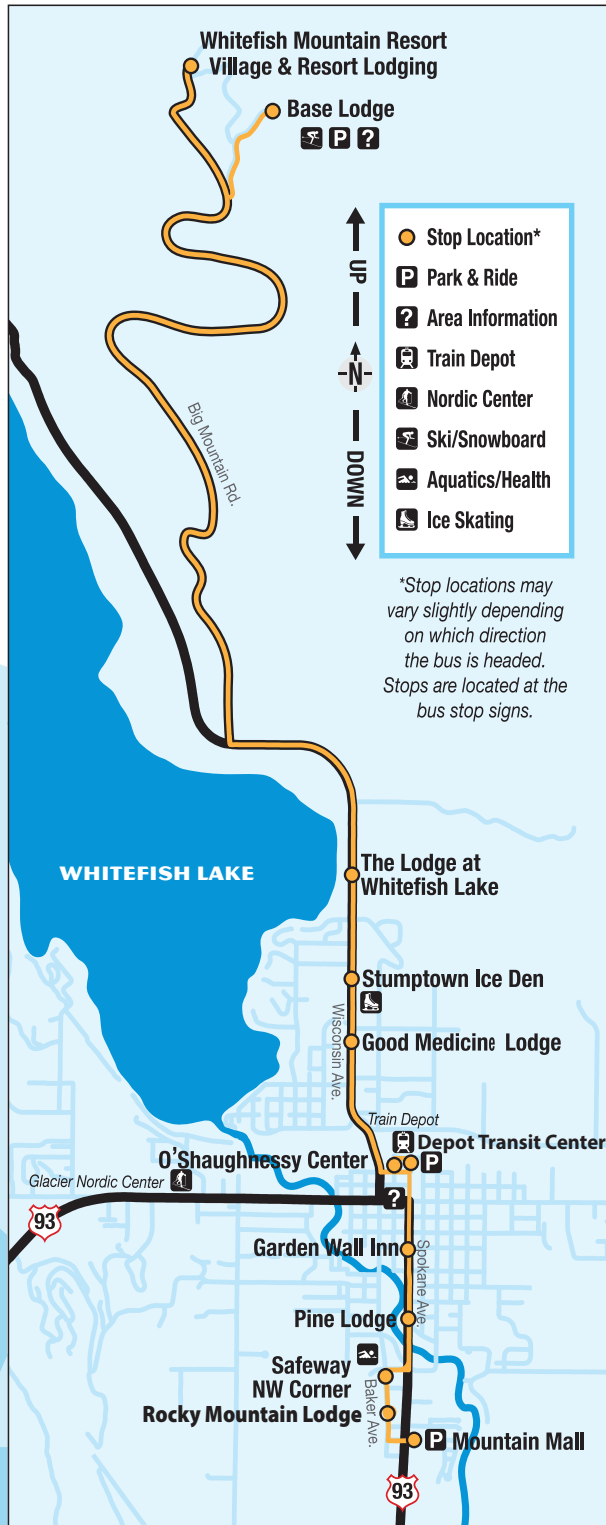 Whitefish Mountain Resort
Village & Resort Lodging
Base Lodge
P ?
UP
N
DOWN
Stop Location*
P Park & Ride
? Area Information
Train Depot
Nordic Center
Ski/Snowboard
Aquatics/Health
Ice Skating
*Stop locations may
vary slightly depending
on which direction
the bus is headed.
Stops are located at the
bus stop signs.
Big Mountain Rd.
WHITEFISH LAKE
The Lodge at
Whitefish Lake
Stumptown Ice Den
Wisconsin Ave.
Good Medicine Lodge
Train Depot
Depot Transit Center
O'Shaughnessy Center
P
Glacier Nordic Center
?
93
Garden Wall Inn
Spokane Ave.
Pine Lodge
Safeway
NW Corner
Baker Ave.
Rocky Mountain Lodge
P Mountain Mall
93